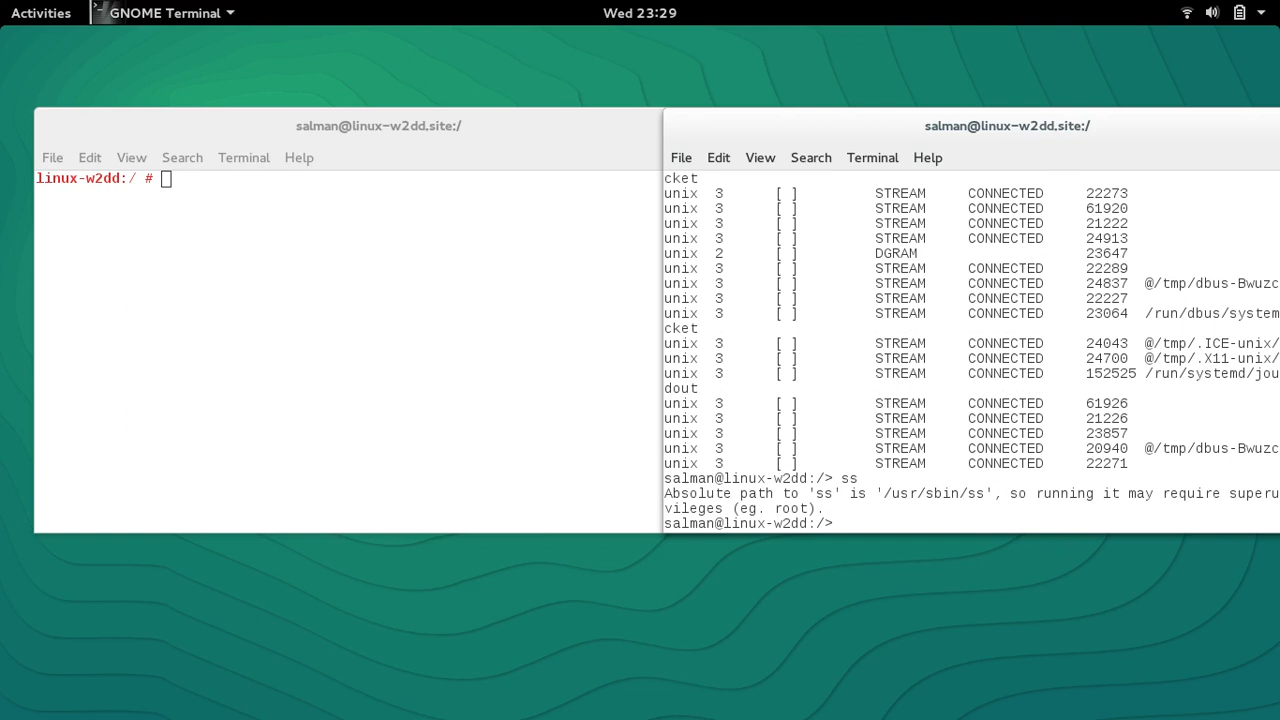 Activities GNOME Terminal Wed 23:29
salman@linux-w2dd.site:/
File Edit View Search Terminal Help
linux-w2dd:/ #
salman@linux-w2dd.site:/
File Edit View Search Terminal Help
cket
unix 3 [ ] STREAM CONNECTED 22273
unix 3 [ ] STREAM CONNECTED 61920
unix 3 [ ] STREAM CONNECTED 21222
unix 3 [ ] STREAM CONNECTED 24913
unix 2 [ ] DGRAM 23647
unix 3 [ ] STREAM CONNECTED 22289
unix 3 [ ] STREAM CONNECTED 24837 @/tmp/dbus-Bwuzc
unix 3 [ ] STREAM CONNECTED 22227
unix 3 [ ] STREAM CONNECTED 23064 /run/dbus/system
cket
unix 3 [ ] STREAM CONNECTED 24043 @/tmp/.ICE-unix/
unix 3 [ ] STREAM CONNECTED 24700 @/tmp/.X11-unix/
unix 3 [ ] STREAM CONNECTED 152525 /run/systemd/jou
dout
unix 3 [ ] STREAM CONNECTED 61926
unix 3 [ ] STREAM CONNECTED 21226
unix 3 [ ] STREAM CONNECTED 23857
unix 3 [ ] STREAM CONNECTED 20940 @/tmp/dbus-Bwuzc
unix 3 [ ] STREAM CONNECTED 22271
salman@linux-w2dd:/> ss
Absolute path to 'ss' is '/usr/sbin/ss', so running it may require superu
vileges (eg. root).
salman@linux-w2dd:/>